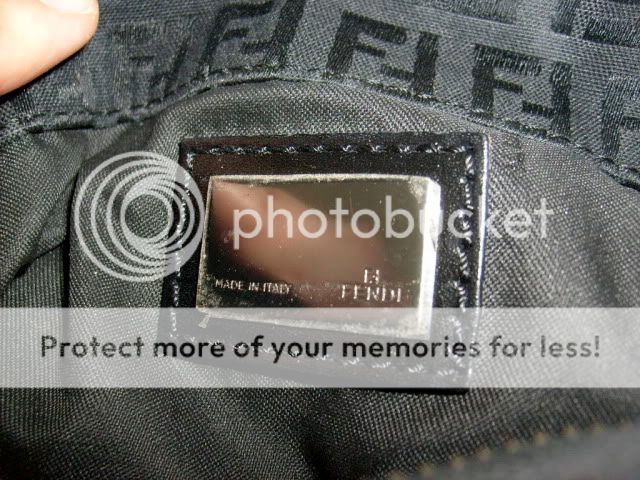 photobucket
MADE IN ITALY
FENDI
Protect more of your memories for less!